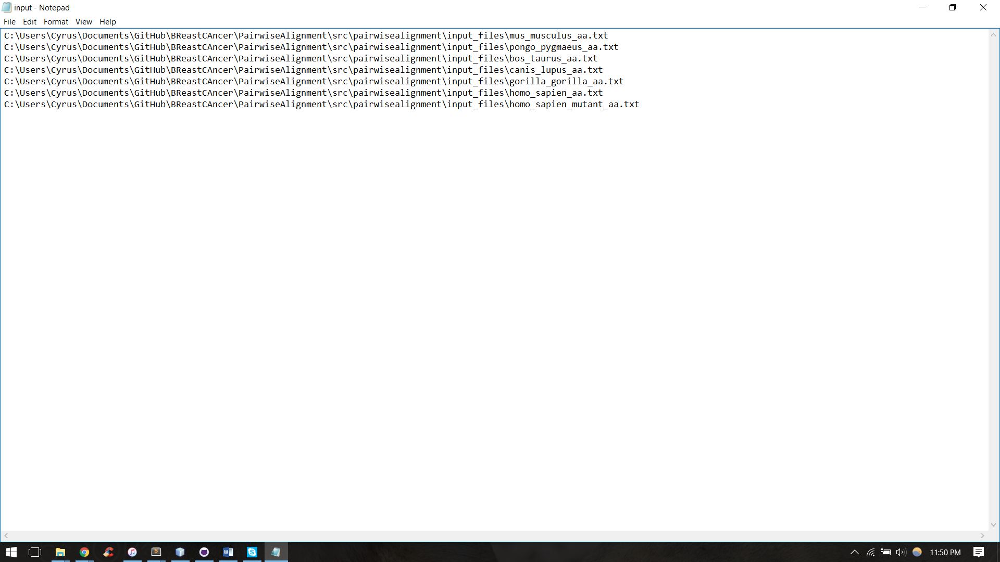 input - Notepad
File Edit Format View Help
C:\Users\Cyrus\Documents\GitHub\BReastCAncer\PairwiseAlignment\src\pairwisealignment\input_files\mus_musculus_aa.txt
C:\Users\Cyrus\Documents\GitHub\BReastCAncer\PairwiseAlignment\src\pairwisealignment\input_files\pongo_pygmaeus_aa.txt
C:\Users\Cyrus\Documents\GitHub\BReastCAncer\PairwiseAlignment\src\pairwisealignment\input_files\bos_taurus_aa.txt
C:\Users\Cyrus\Documents\GitHub\BReastCAncer\PairwiseAlignment\src\pairwisealignment\input_files\canis_lupus_aa.txt
C:\Users\Cyrus\Documents\GitHub\BReastCAncer\PairwiseAlignment\src\pairwisealignment\input_files\gorilla_gorilla_aa.txt
C:\Users\Cyrus\Documents\GitHub\BReastCAncer\PairwiseAlignment\src\pairwisealignment\input_files\homo_sapien_aa.txt
C:\Users\Cyrus\Documents\GitHub\BReastCAncer\PairwiseAlignment\src\pairwisealignment\input_files\homo_sapien_mutant_aa.txt
11:50 PM